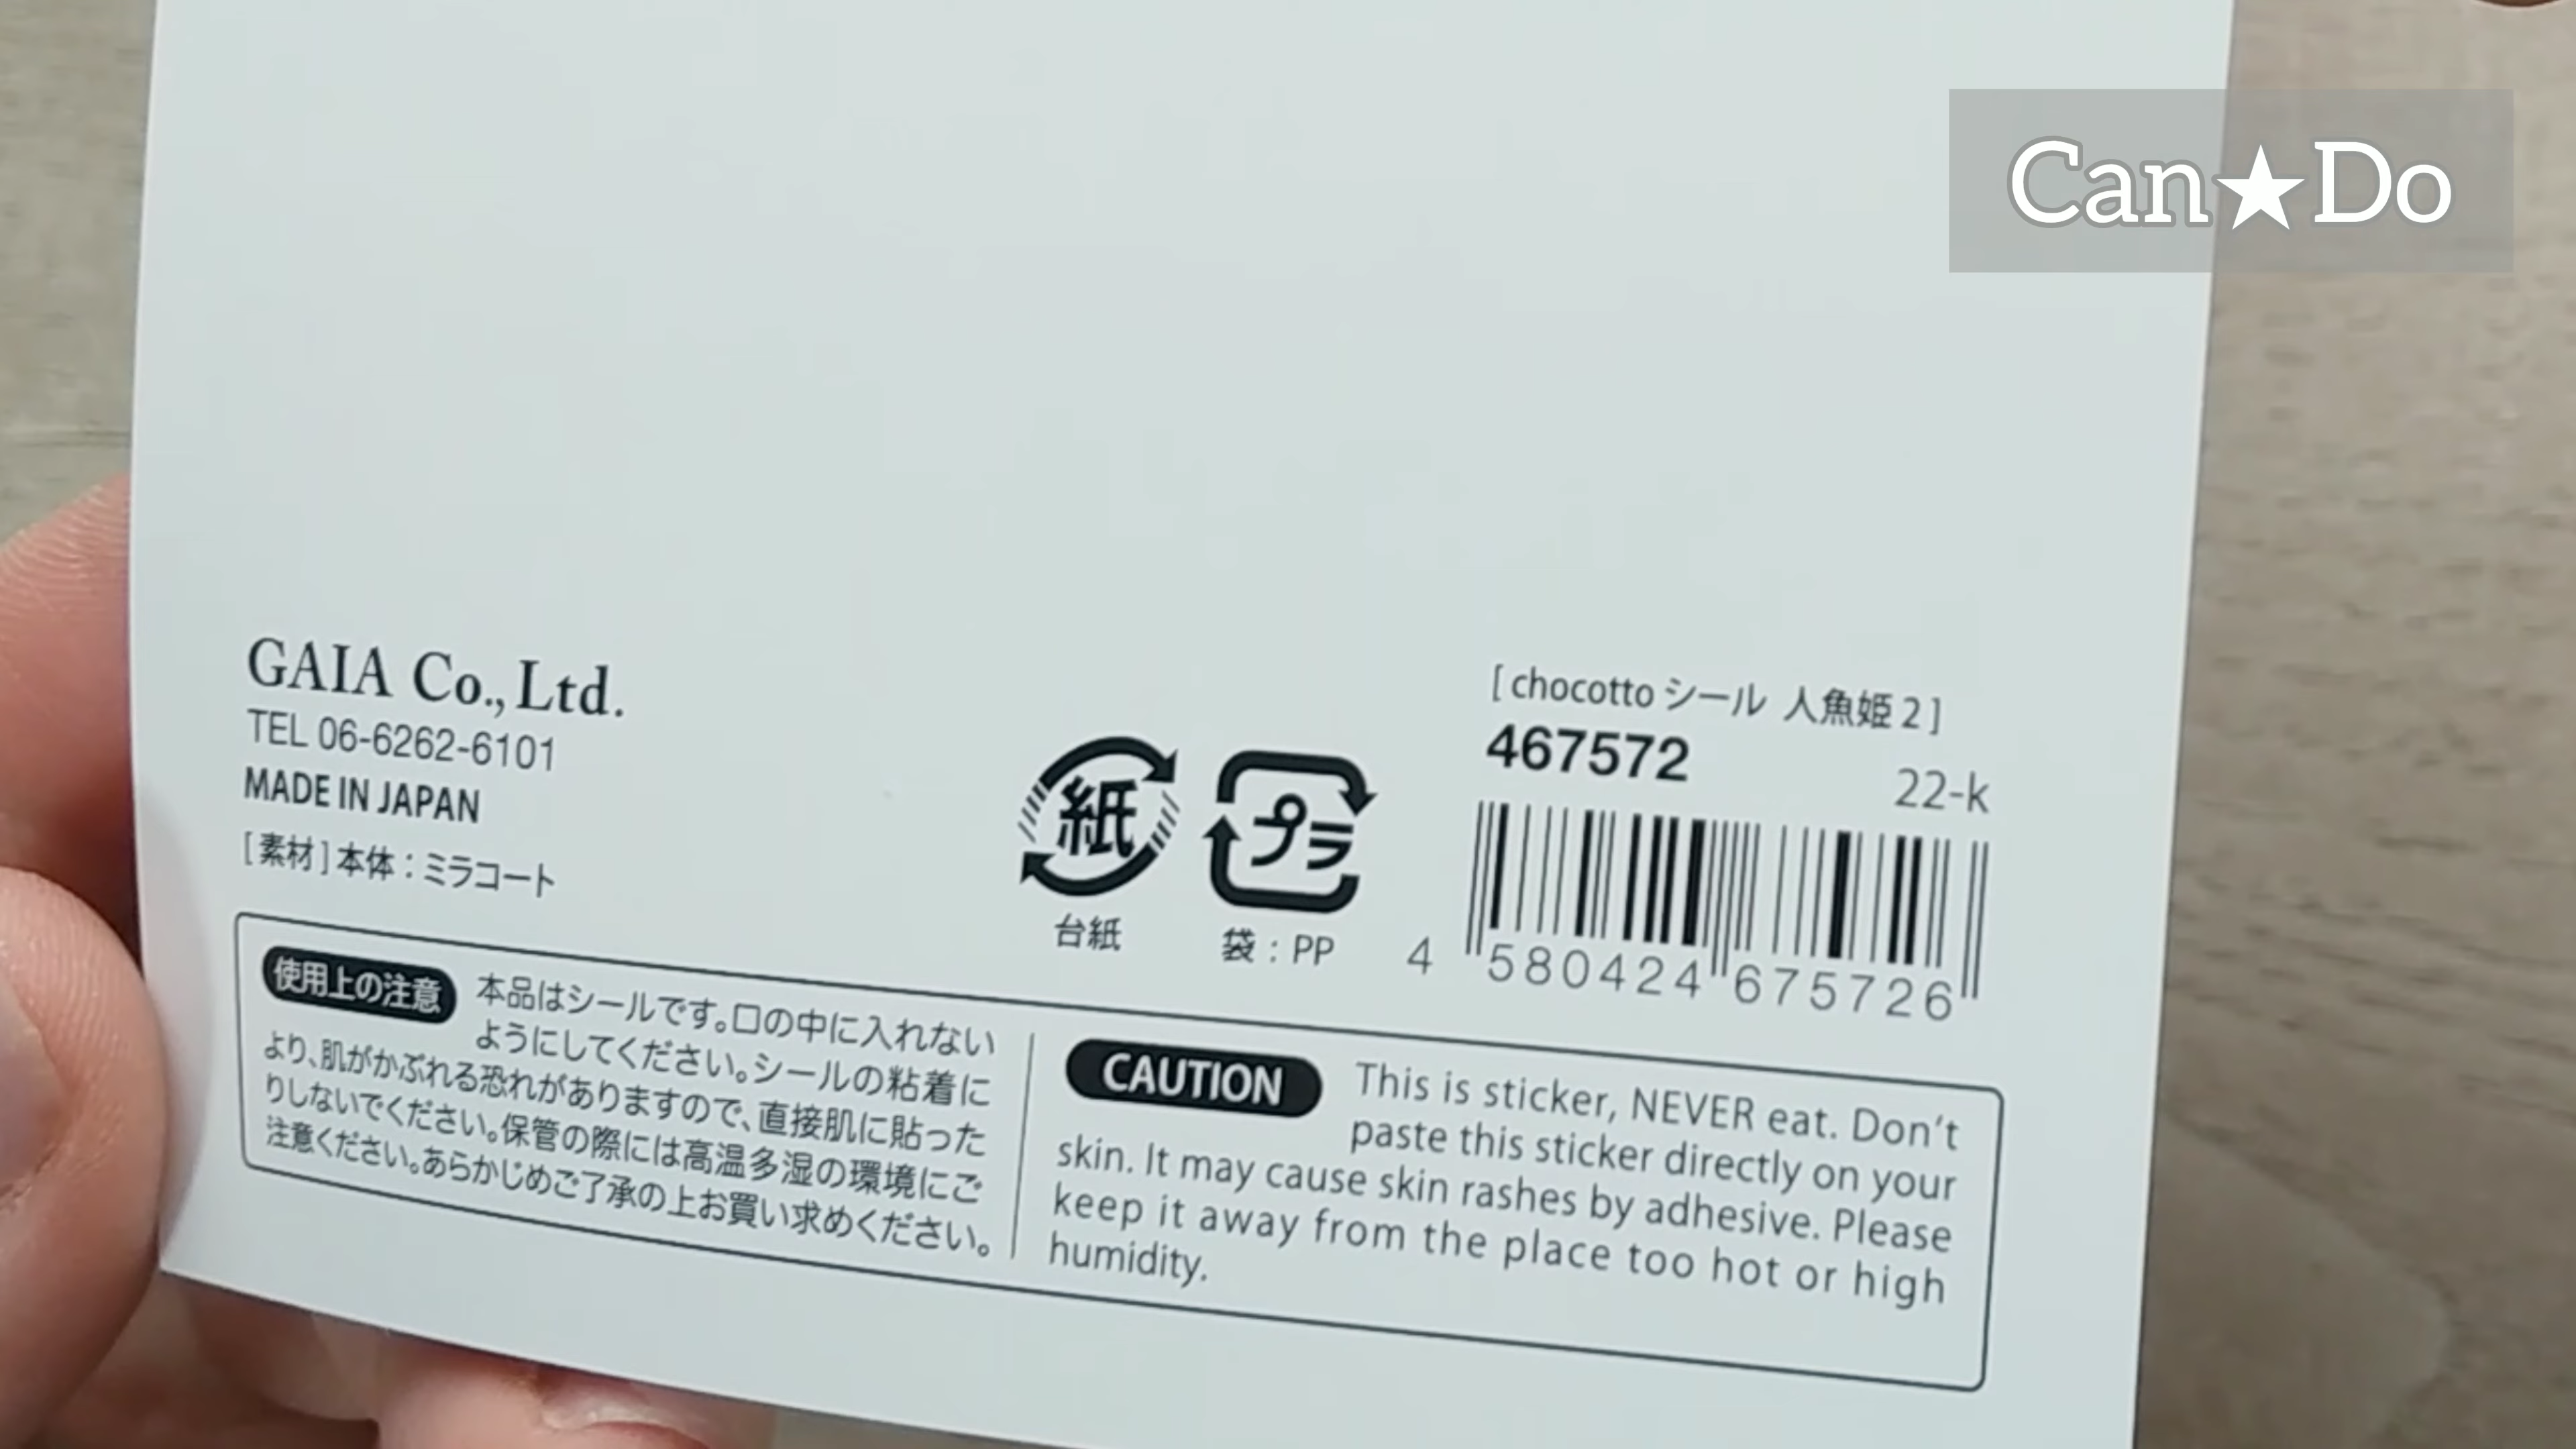 Can★Do
GAIA Co., Ltd.
TEL 06-6262-6101
MADE IN JAPAN
[素材]本体：ミラコート
紙
台紙
プラ
袋：PP
[chocotto シール 人魚姫 2]
467572
22-k
4 580424 675726
使用上の注意 本品はシールです。口の中に入れない
ようにしてください。シールの粘着に
より、肌がかぶれる恐れがありますので、直接肌に貼った
りしないでください。保管の際には高温多湿の環境にご
注意ください。あらかじめご了承の上お買い求めください。
CAUTION This is sticker, NEVER eat. Don't
paste this sticker directly on your
skin. It may cause skin rashes by adhesive. Please
keep it away from the place too hot or high
humidity.